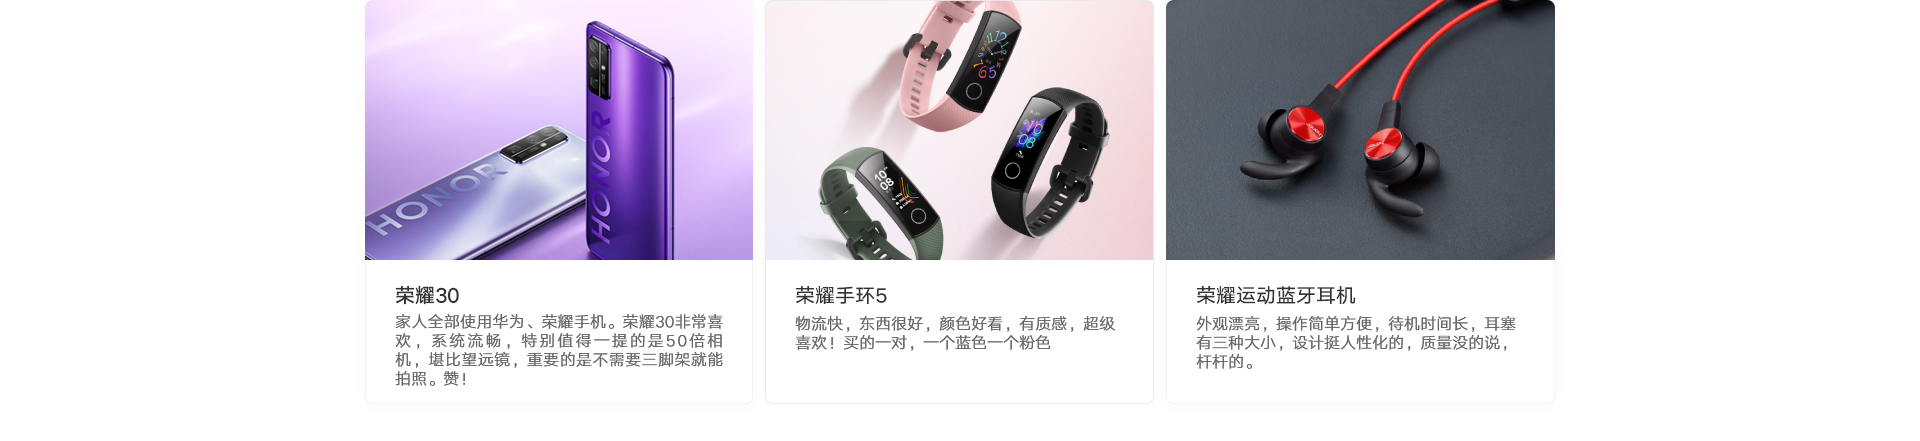 HONOR
HONOR
荣耀30
家人全部使用华为、荣耀手机。荣耀30非常喜
欢，系统流畅，特别值得一提的是50倍相
机，堪比望远镜，重要的是不需要三脚架就能
拍照。赞！
荣耀手环5
物流快，东西很好，颜色好看，有质感，超级
喜欢！买的一对，一个蓝色一个粉色
荣耀运动蓝牙耳机
外观漂亮，操作简单方便，待机时间长，耳塞
有三种大小，设计挺人性化的，质量没的说，
杆杆的。